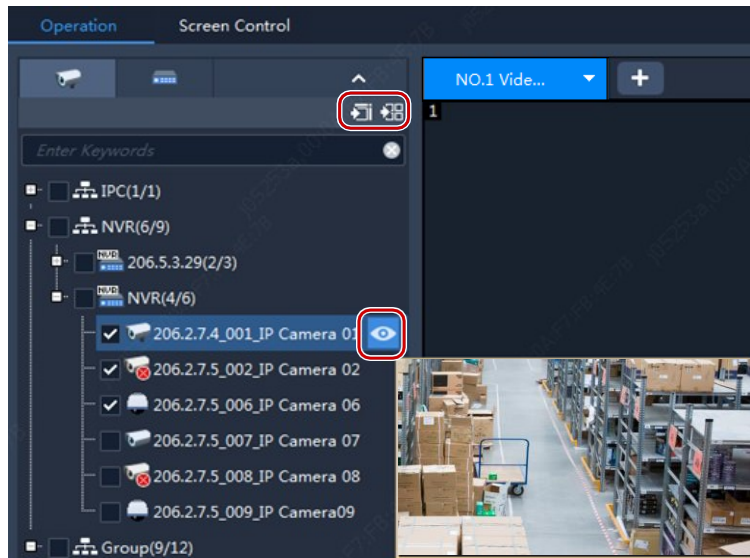 Operation Screen Control
NO.1 Vide...
1
Enter Keywords
IPC(1/1)
NVR(6/9)
NVR 206.5.3.29(2/3)
NVR NVR(4/6)
206.2.7.4_001_IP Camera 01
206.2.7.5_002_IP Camera 02
206.2.7.5_006_IP Camera 06
206.2.7.5_007_IP Camera 07
206.2.7.5_008_IP Camera 08
206.2.7.5_009_IP Camera09
Group(9/12)